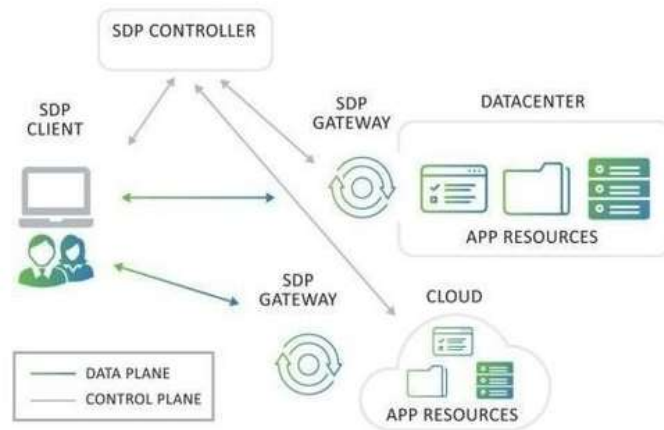 SDP CONTROLLER
SDP
CLIENT
SDP
GATEWAY
DATACENTER
APP RESOURCES
SDP
GATEWAY
CLOUD
APP RESOURCES
DATA PLANE
CONTROL PLANE